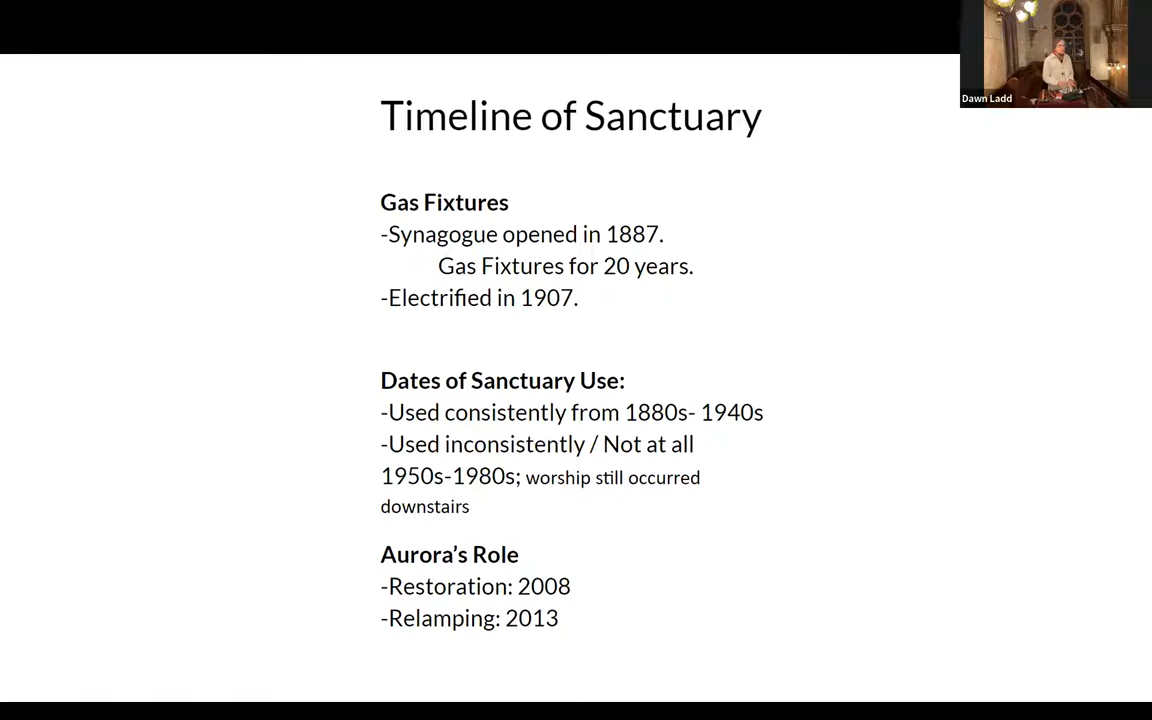 Timeline of Sanctuary
Gas Fixtures
-Synagogue opened in 1887.
Gas Fixtures for 20 years.
-Electrified in 1907.
Dates of Sanctuary Use:
-Used consistently from 1880s- 1940s
-Used inconsistently / Not at all
1950s-1980s; worship still occurred
downstairs
Aurora’s Role
-Restoration: 2008
-Relamping: 2013
Dawn Ladd